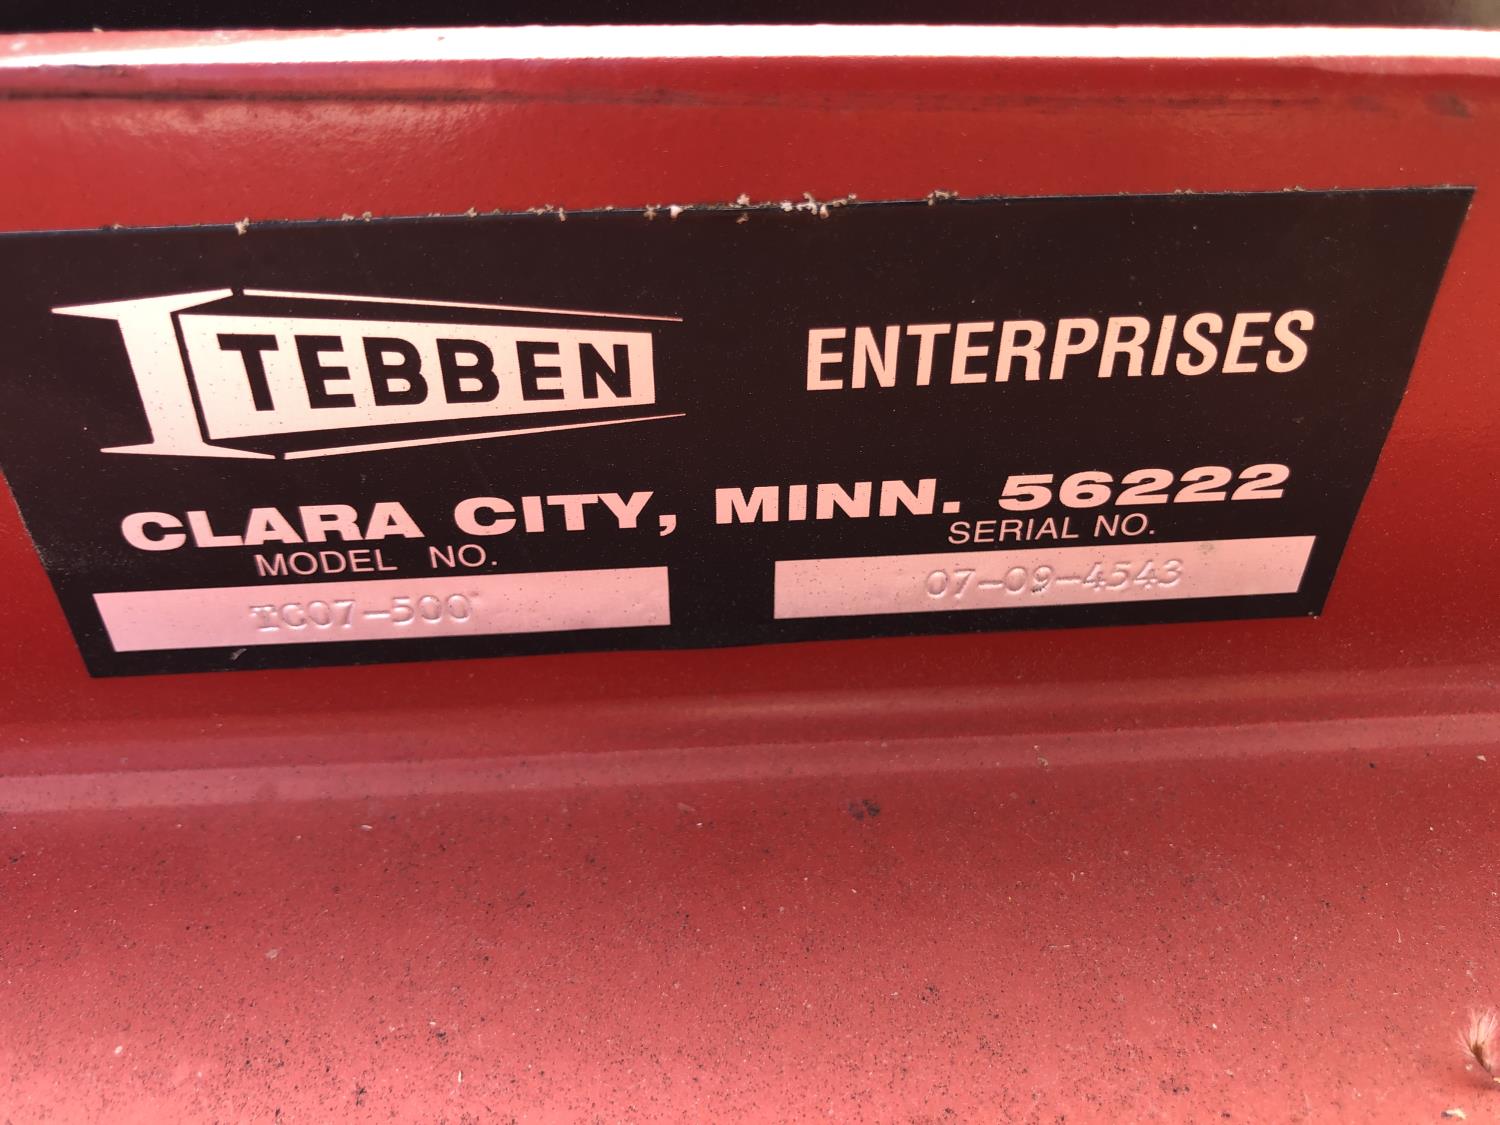 TEBBEN ENTERPRISES
CLARA CITY, MINN. 56222
MODEL NO. SERIAL NO.
TC07-500 07-09-4543